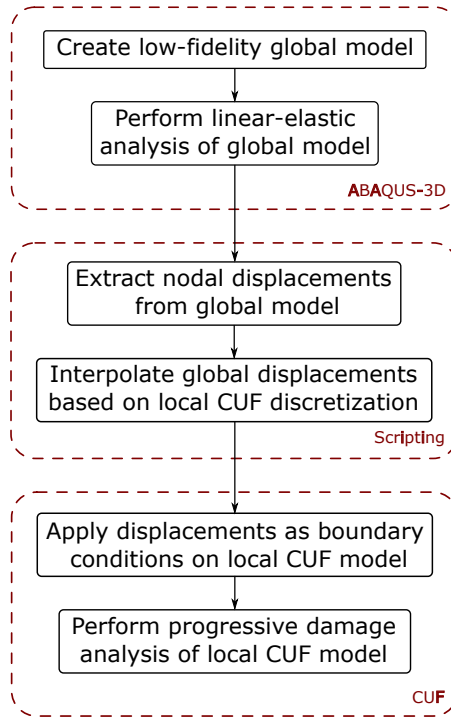 Create low-fidelity global model
Perform linear-elastic
analysis of global model
ABAQUS-3D
Extract nodal displacements
from global model
Interpolate global displacements
based on local CUF discretization
Scripting
Apply displacements as boundary
conditions on local CUF model
Perform progressive damage
analysis of local CUF model
CUF